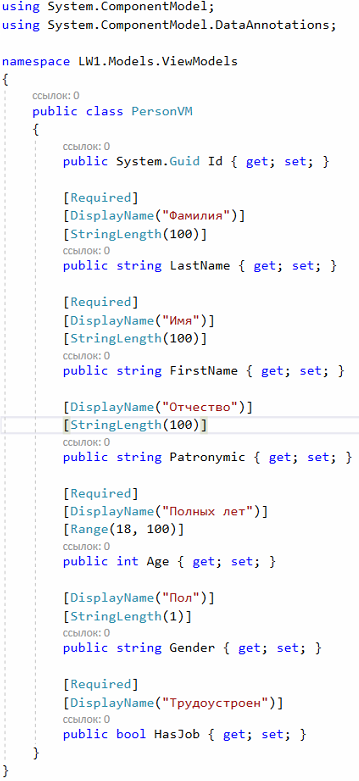 using System.ComponentModel;
using System.ComponentModel.DataAnnotations;
namespace LW1.Models.ViewModels
{
ссылок: 0
public class PersonVM
{
ссылок: 0
public System.Guid Id { get; set; }
[Required]
[DisplayName("Фамилия")]
[StringLength(100)]
ссылок: 0
public string LastName { get; set; }
[Required]
[DisplayName("Имя")]
[StringLength(100)]
ссылок: 0
public string FirstName { get; set; }
[DisplayName("Отчество")]
[StringLength(100)]
ссылок: 0
public string Patronymic { get; set; }
[Required]
[DisplayName("Полных лет")]
[Range(18, 100)]
ссылок: 0
public int Age { get; set; }
[DisplayName("Пол")]
[StringLength(1)]
ссылок: 0
public string Gender { get; set; }
[Required]
[DisplayName("Трудоустроен")]
ссылок: 0
public bool HasJob { get; set; }
}
}